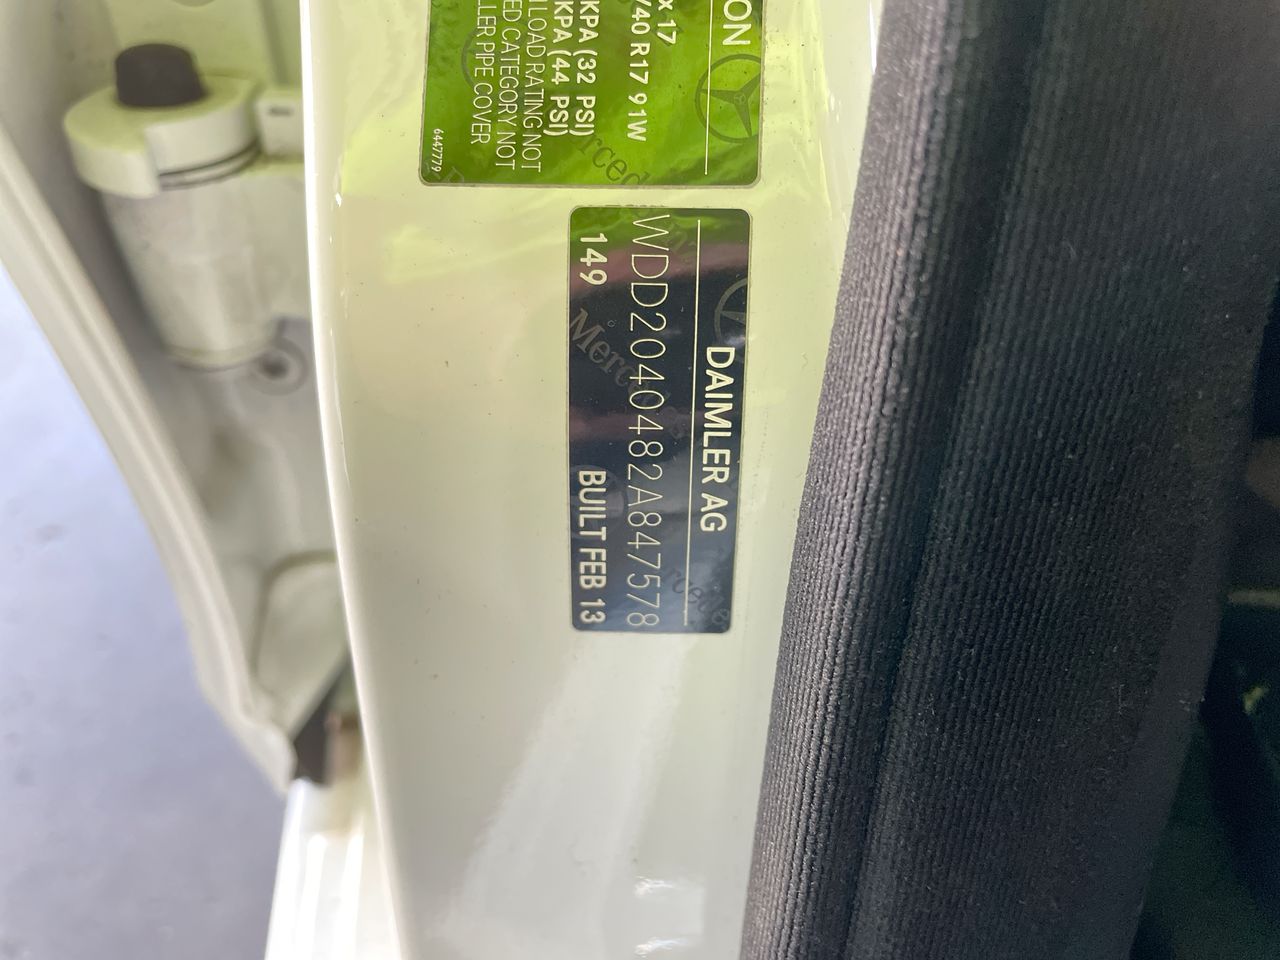 ON
x 17
/40 R17 91W
KPA (32 PSI)
KPA (44 PSI)
LOAD RATING NOT
ED CATEGORY NOT
LLER PIPE COVER
6447779
DAIMLER AG
WDD2040482A847578
149 BUILT FEB 13